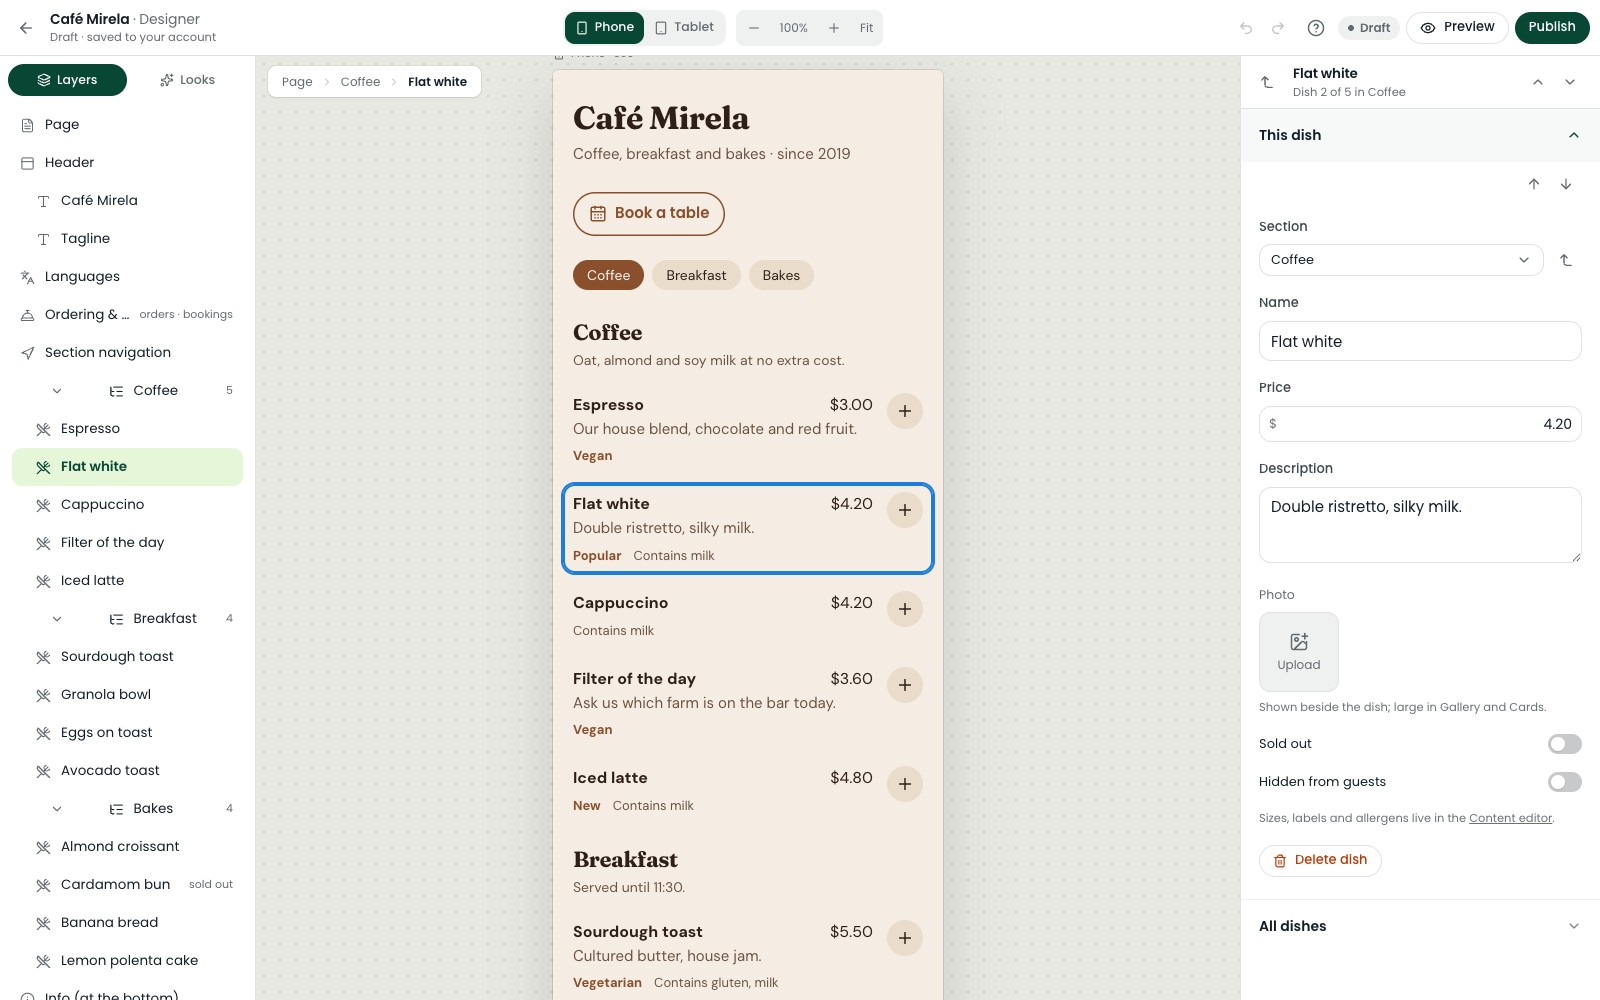 Café Mirela · Designer
Draft · saved to your account
Phone
Tablet
100%
Fit
Draft
Preview
Publish
Layers
Looks
Page
Header
Café Mirela
Tagline
Languages
Ordering & ... orders · bookings
Section navigation
Coffee 5
Espresso
Flat white
Cappuccino
Filter of the day
Iced latte
Breakfast 4
Sourdough toast
Granola bowl
Eggs on toast
Avocado toast
Bakes 4
Almond croissant
Cardamom bun sold out
Banana bread
Lemon polenta cake
Info (at the bottom)
Page > Coffee > Flat white
Café Mirela
Coffee, breakfast and bakes · since 2019
Book a table
Coffee
Breakfast
Bakes
Coffee
Oat, almond and soy milk at no extra cost.
Espresso $3.00
Our house blend, chocolate and red fruit.
Vegan
Flat white $4.20
Double ristretto, silky milk.
Popular Contains milk
Cappuccino $4.20
Contains milk
Filter of the day $3.60
Ask us which farm is on the bar today.
Vegan
Iced latte $4.80
New Contains milk
Breakfast
Served until 11:30.
Sourdough toast $5.50
Cultured butter, house jam.
Vegetarian Contains gluten, milk
Flat white
Dish 2 of 5 in Coffee
This dish
Section
Coffee
Name
Flat white
Price
$ 4.20
Description
Double ristretto, silky milk.
Photo
Upload
Shown beside the dish; large in Gallery and Cards.
Sold out
Hidden from guests
Sizes, labels and allergens live in the Content editor.
Delete dish
All dishes